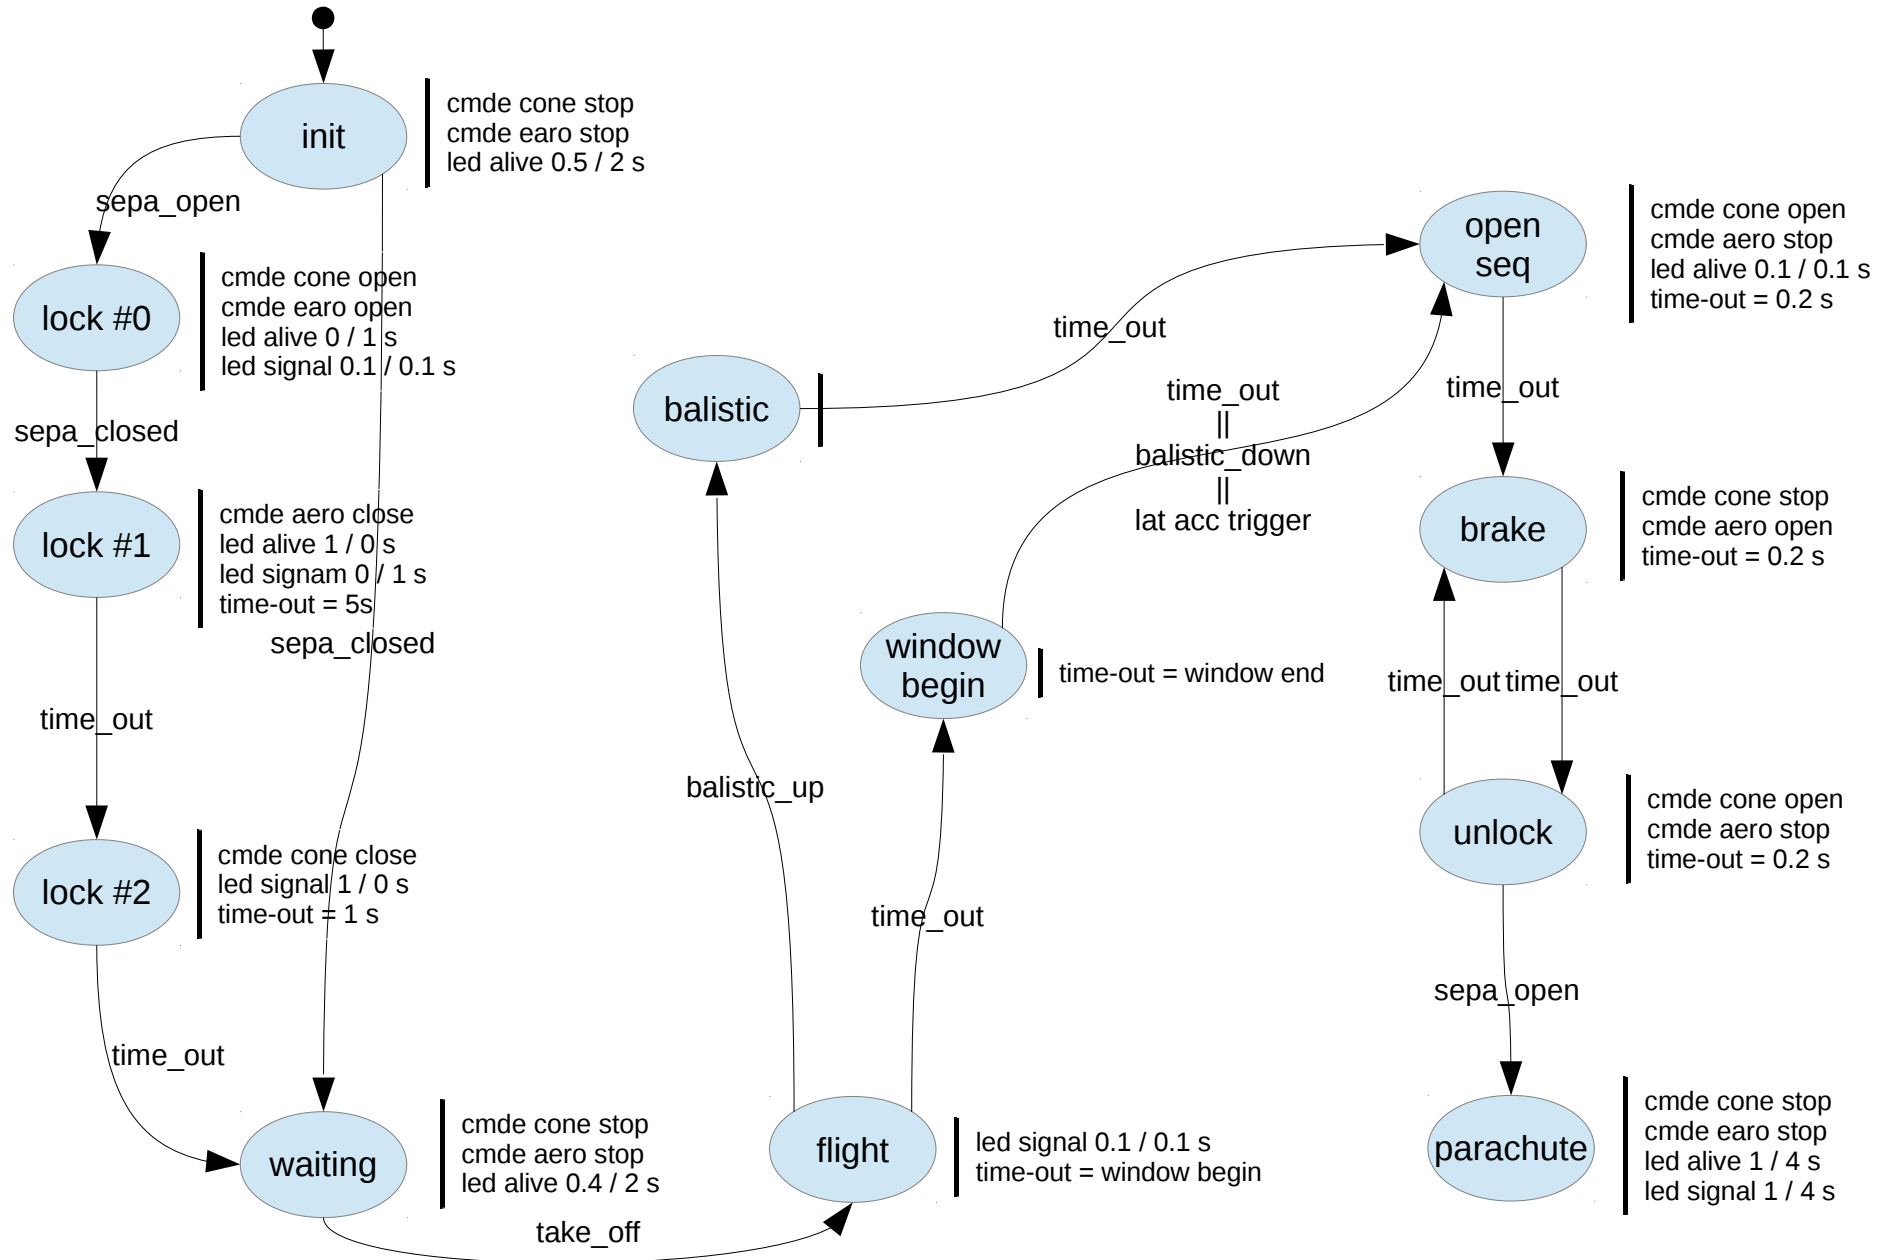 init
cmde cone stop
cmde earo stop
led alive 0.5 / 2 s
sepa_open
lock #0
cmde cone open
cmde earo open
led alive 0 / 1 s
led signal 0.1 / 0.1 s
sepa_closed
lock #1
cmde aero close
led alive 1 / 0 s
led signam 0 / 1 s
time-out = 5s
sepa_closed
time_out
lock #2
cmde cone close
led signal 1 / 0 s
time-out = 1 s
time_out
waiting
cmde cone stop
cmde aero stop
led alive 0.4 / 2 s
take_off
flight
led signal 0.1 / 0.1 s
time-out = window begin
balistic_up
time_out
balistic
time_out
window
begin
time-out = window end
time_out
||
balistic_down
||
lat acc trigger
open
seq
cmde cone open
cmde aero stop
led alive 0.1 / 0.1 s
time-out = 0.2 s
time_out
brake
cmde cone stop
cmde aero open
time-out = 0.2 s
time_out
time_out
unlock
cmde cone open
cmde aero stop
time-out = 0.2 s
sepa_open
parachute
cmde cone stop
cmde earo stop
led alive 1 / 4 s
led signal 1 / 4 s